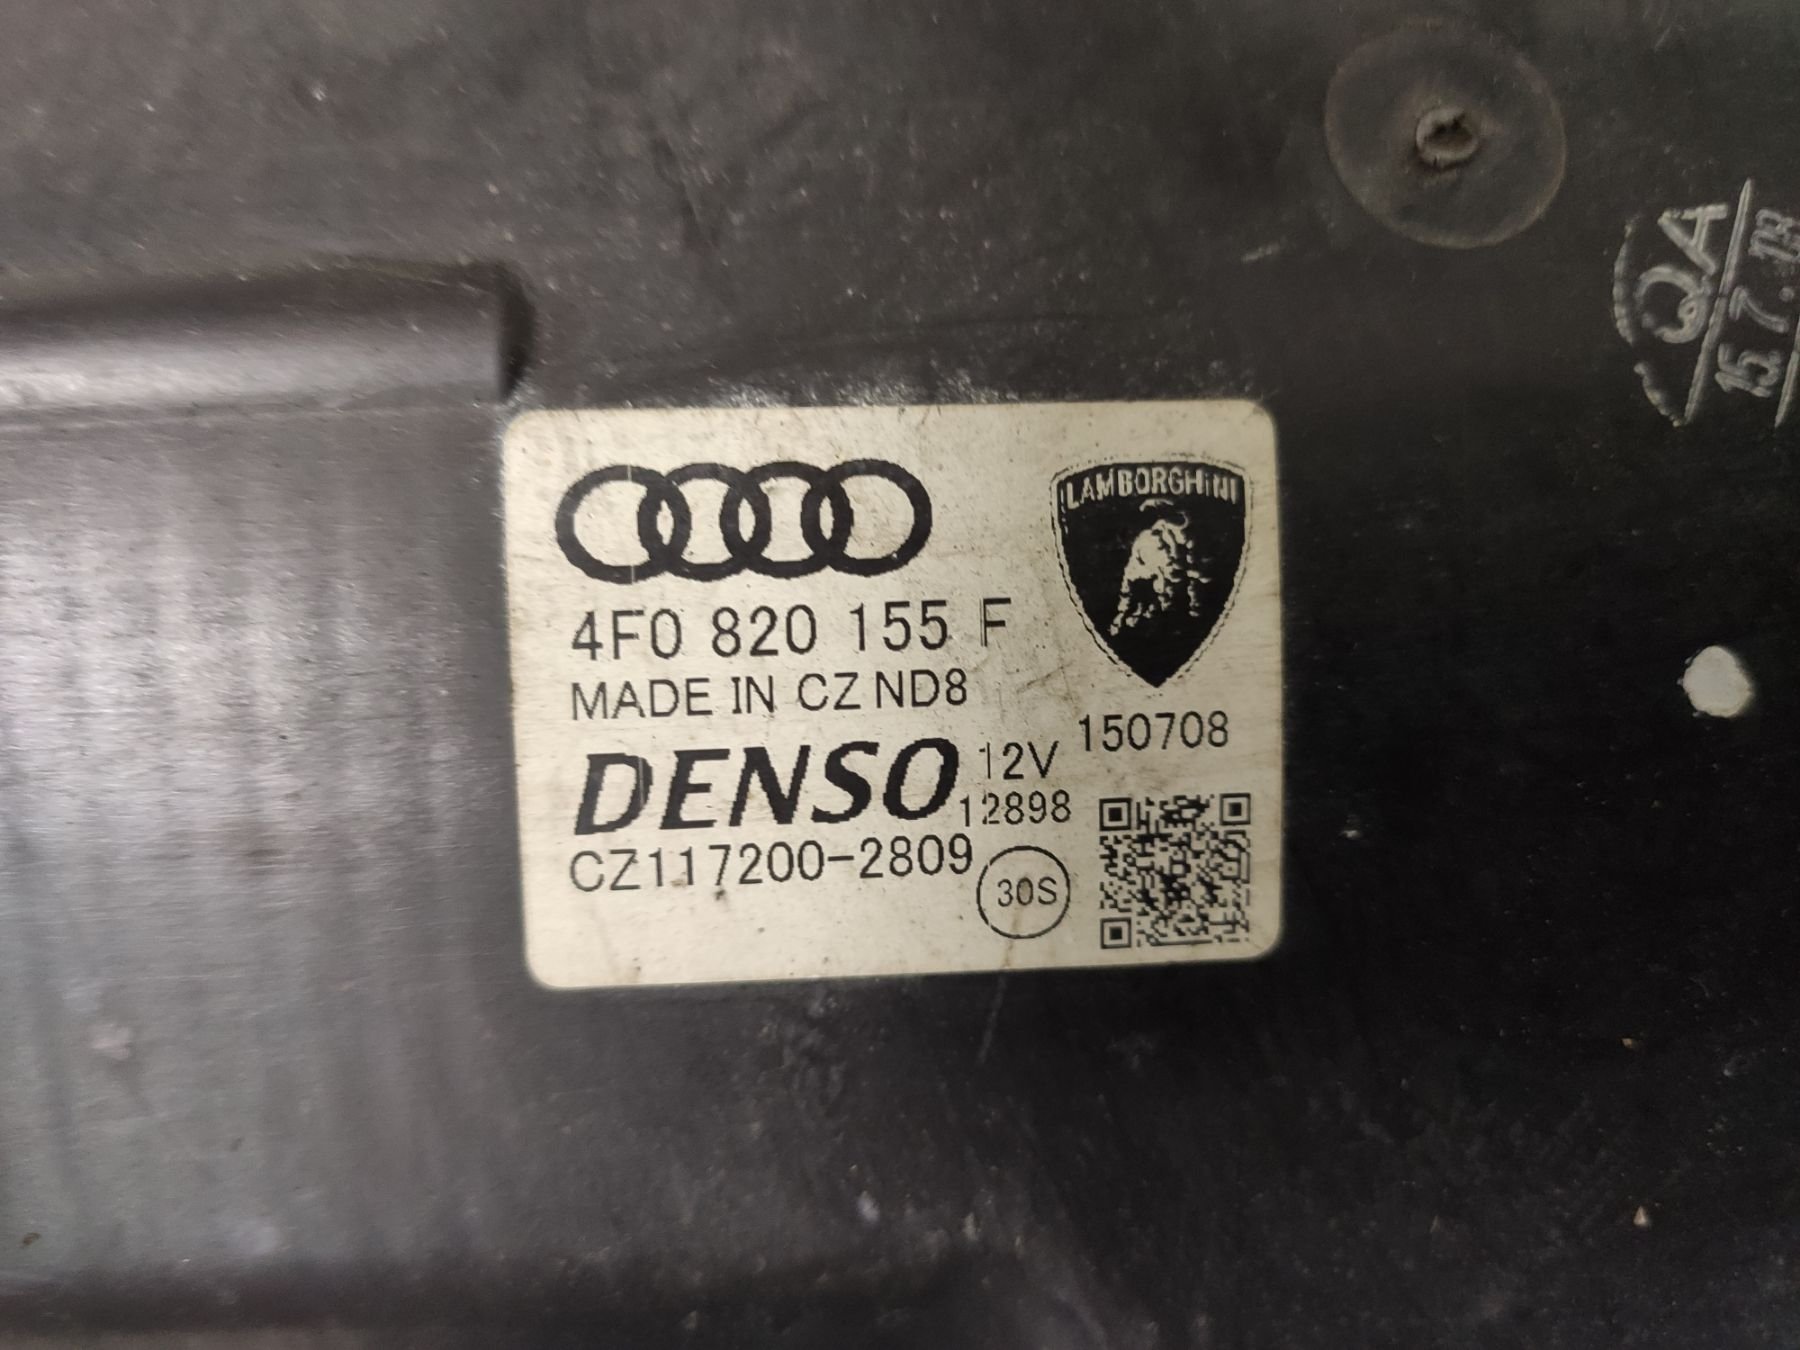 LAMBORGHINI
4F0 820 155 F
MADE IN CZ ND8
150708
DENSO
12V
12898
CZ117200-2809
30S
QA
15.7.